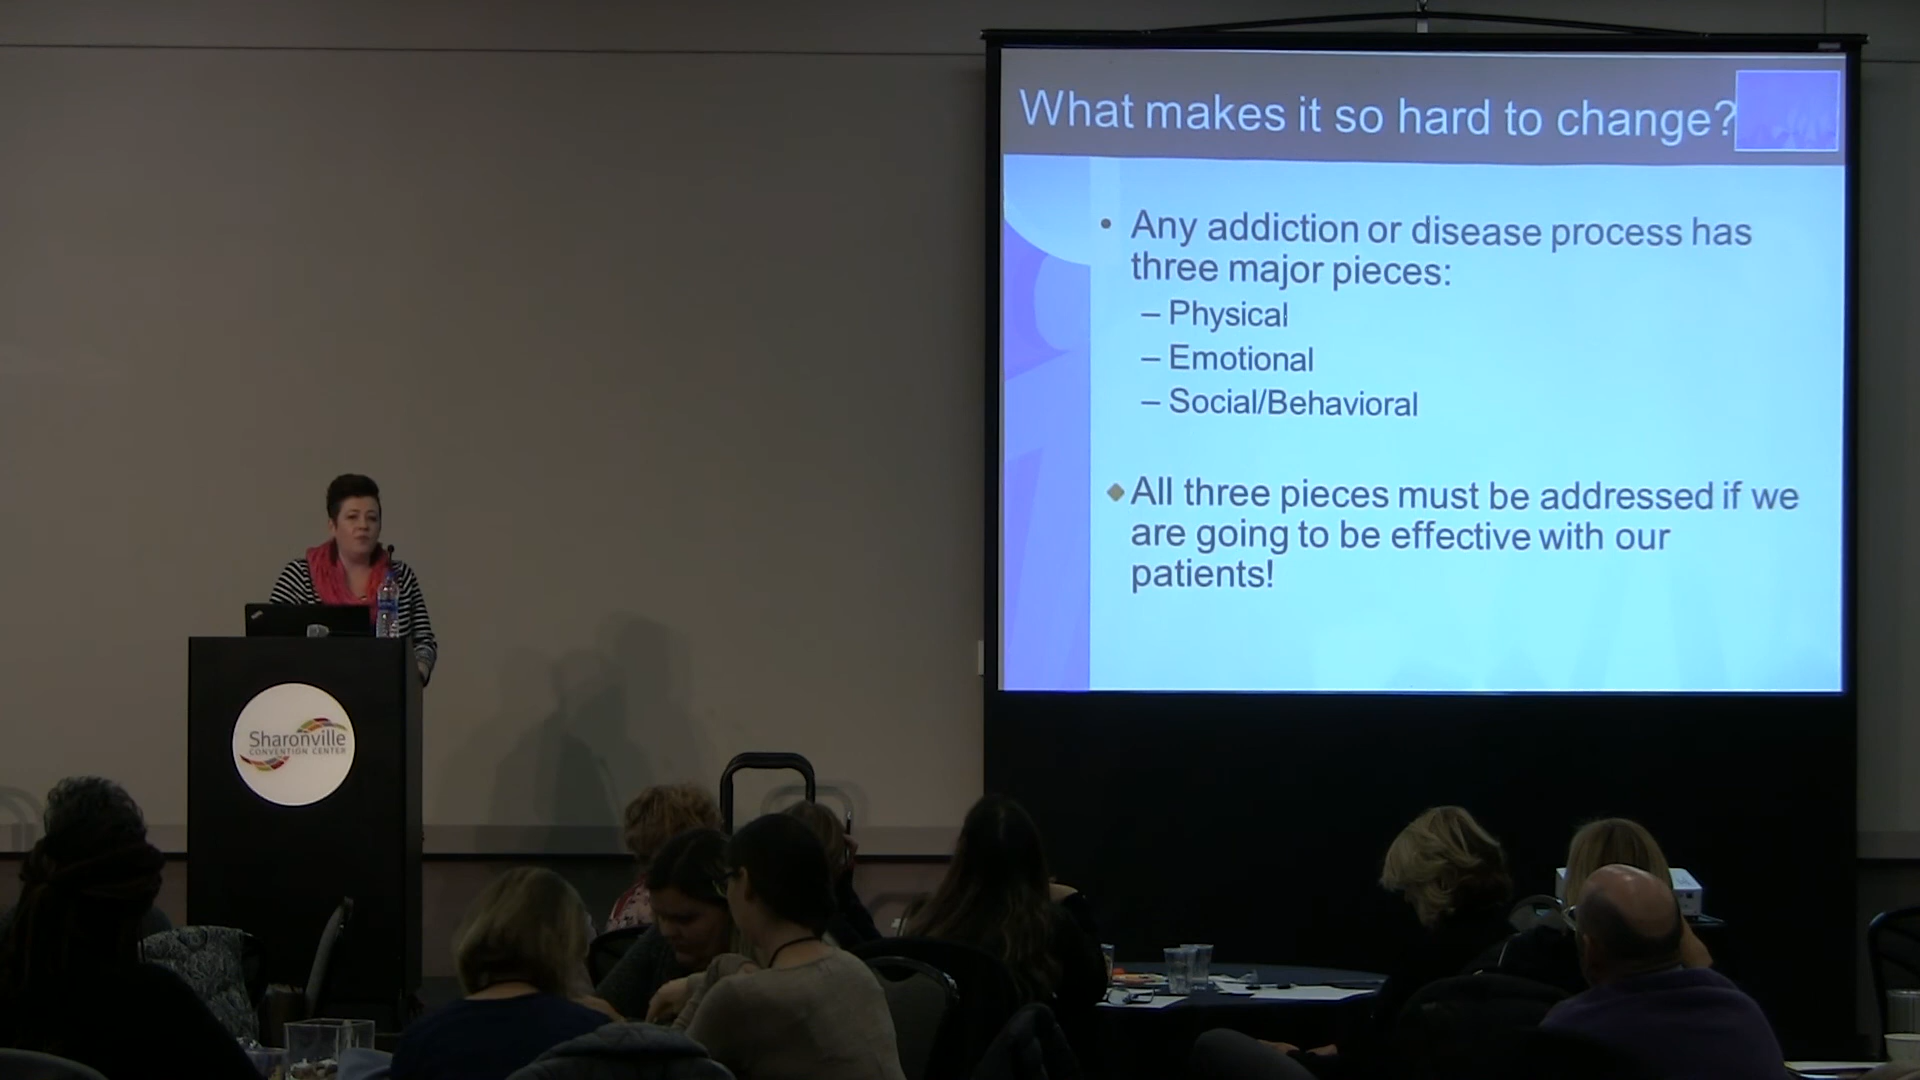 What makes it so hard to change?
• Any addiction or disease process has
three major pieces:
– Physical
– Emotional
– Social/Behavioral
◆ All three pieces must be addressed if we
are going to be effective with our
patients!
Sharonville
CONVENTION CENTER